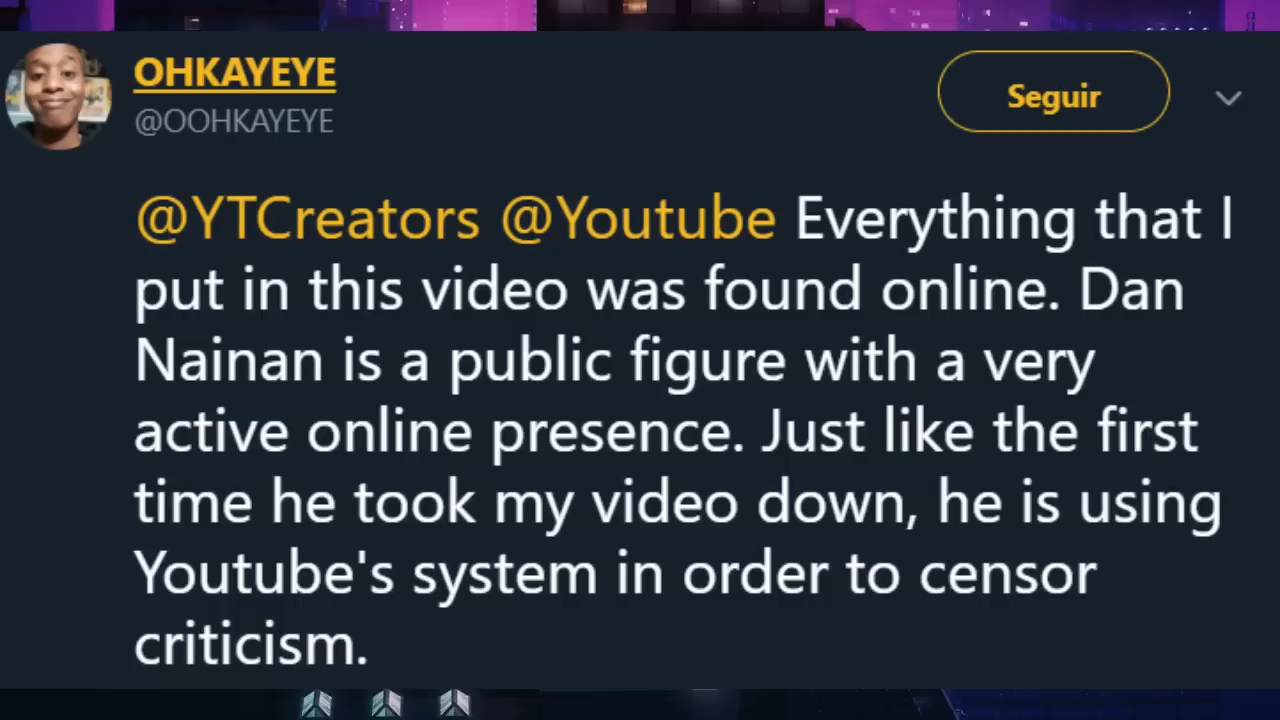 OHKAYEYE
@OOHKAYEYE
Seguir
@YTCreators @Youtube Everything that I
put in this video was found online. Dan
Nainan is a public figure with a very
active online presence. Just like the first
time he took my video down, he is using
Youtube's system in order to censor
criticism.